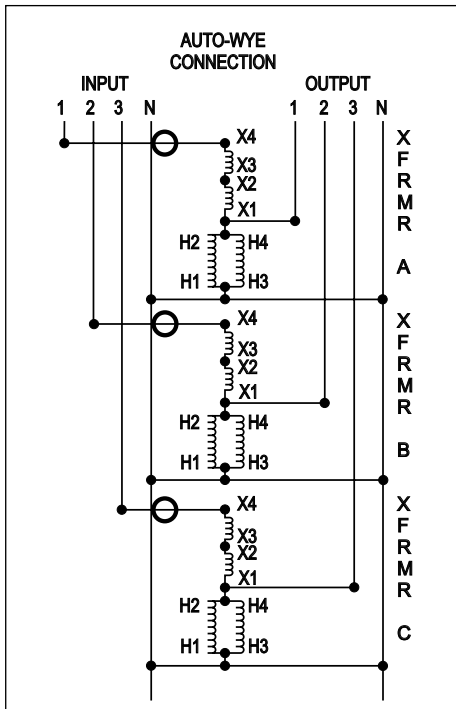 AUTO-WYE
CONNECTION
INPUT OUTPUT
1 2 3 N 1 2 3 N
X4
X3
X2
X1
H2 H4
H1 H3
X
F
R
M
R
A
X4
X3
X2
X1
H2 H4
H1 H3
X
F
R
M
R
B
X4
X3
X2
X1
H2 H4
H1 H3
X
F
R
M
R
C